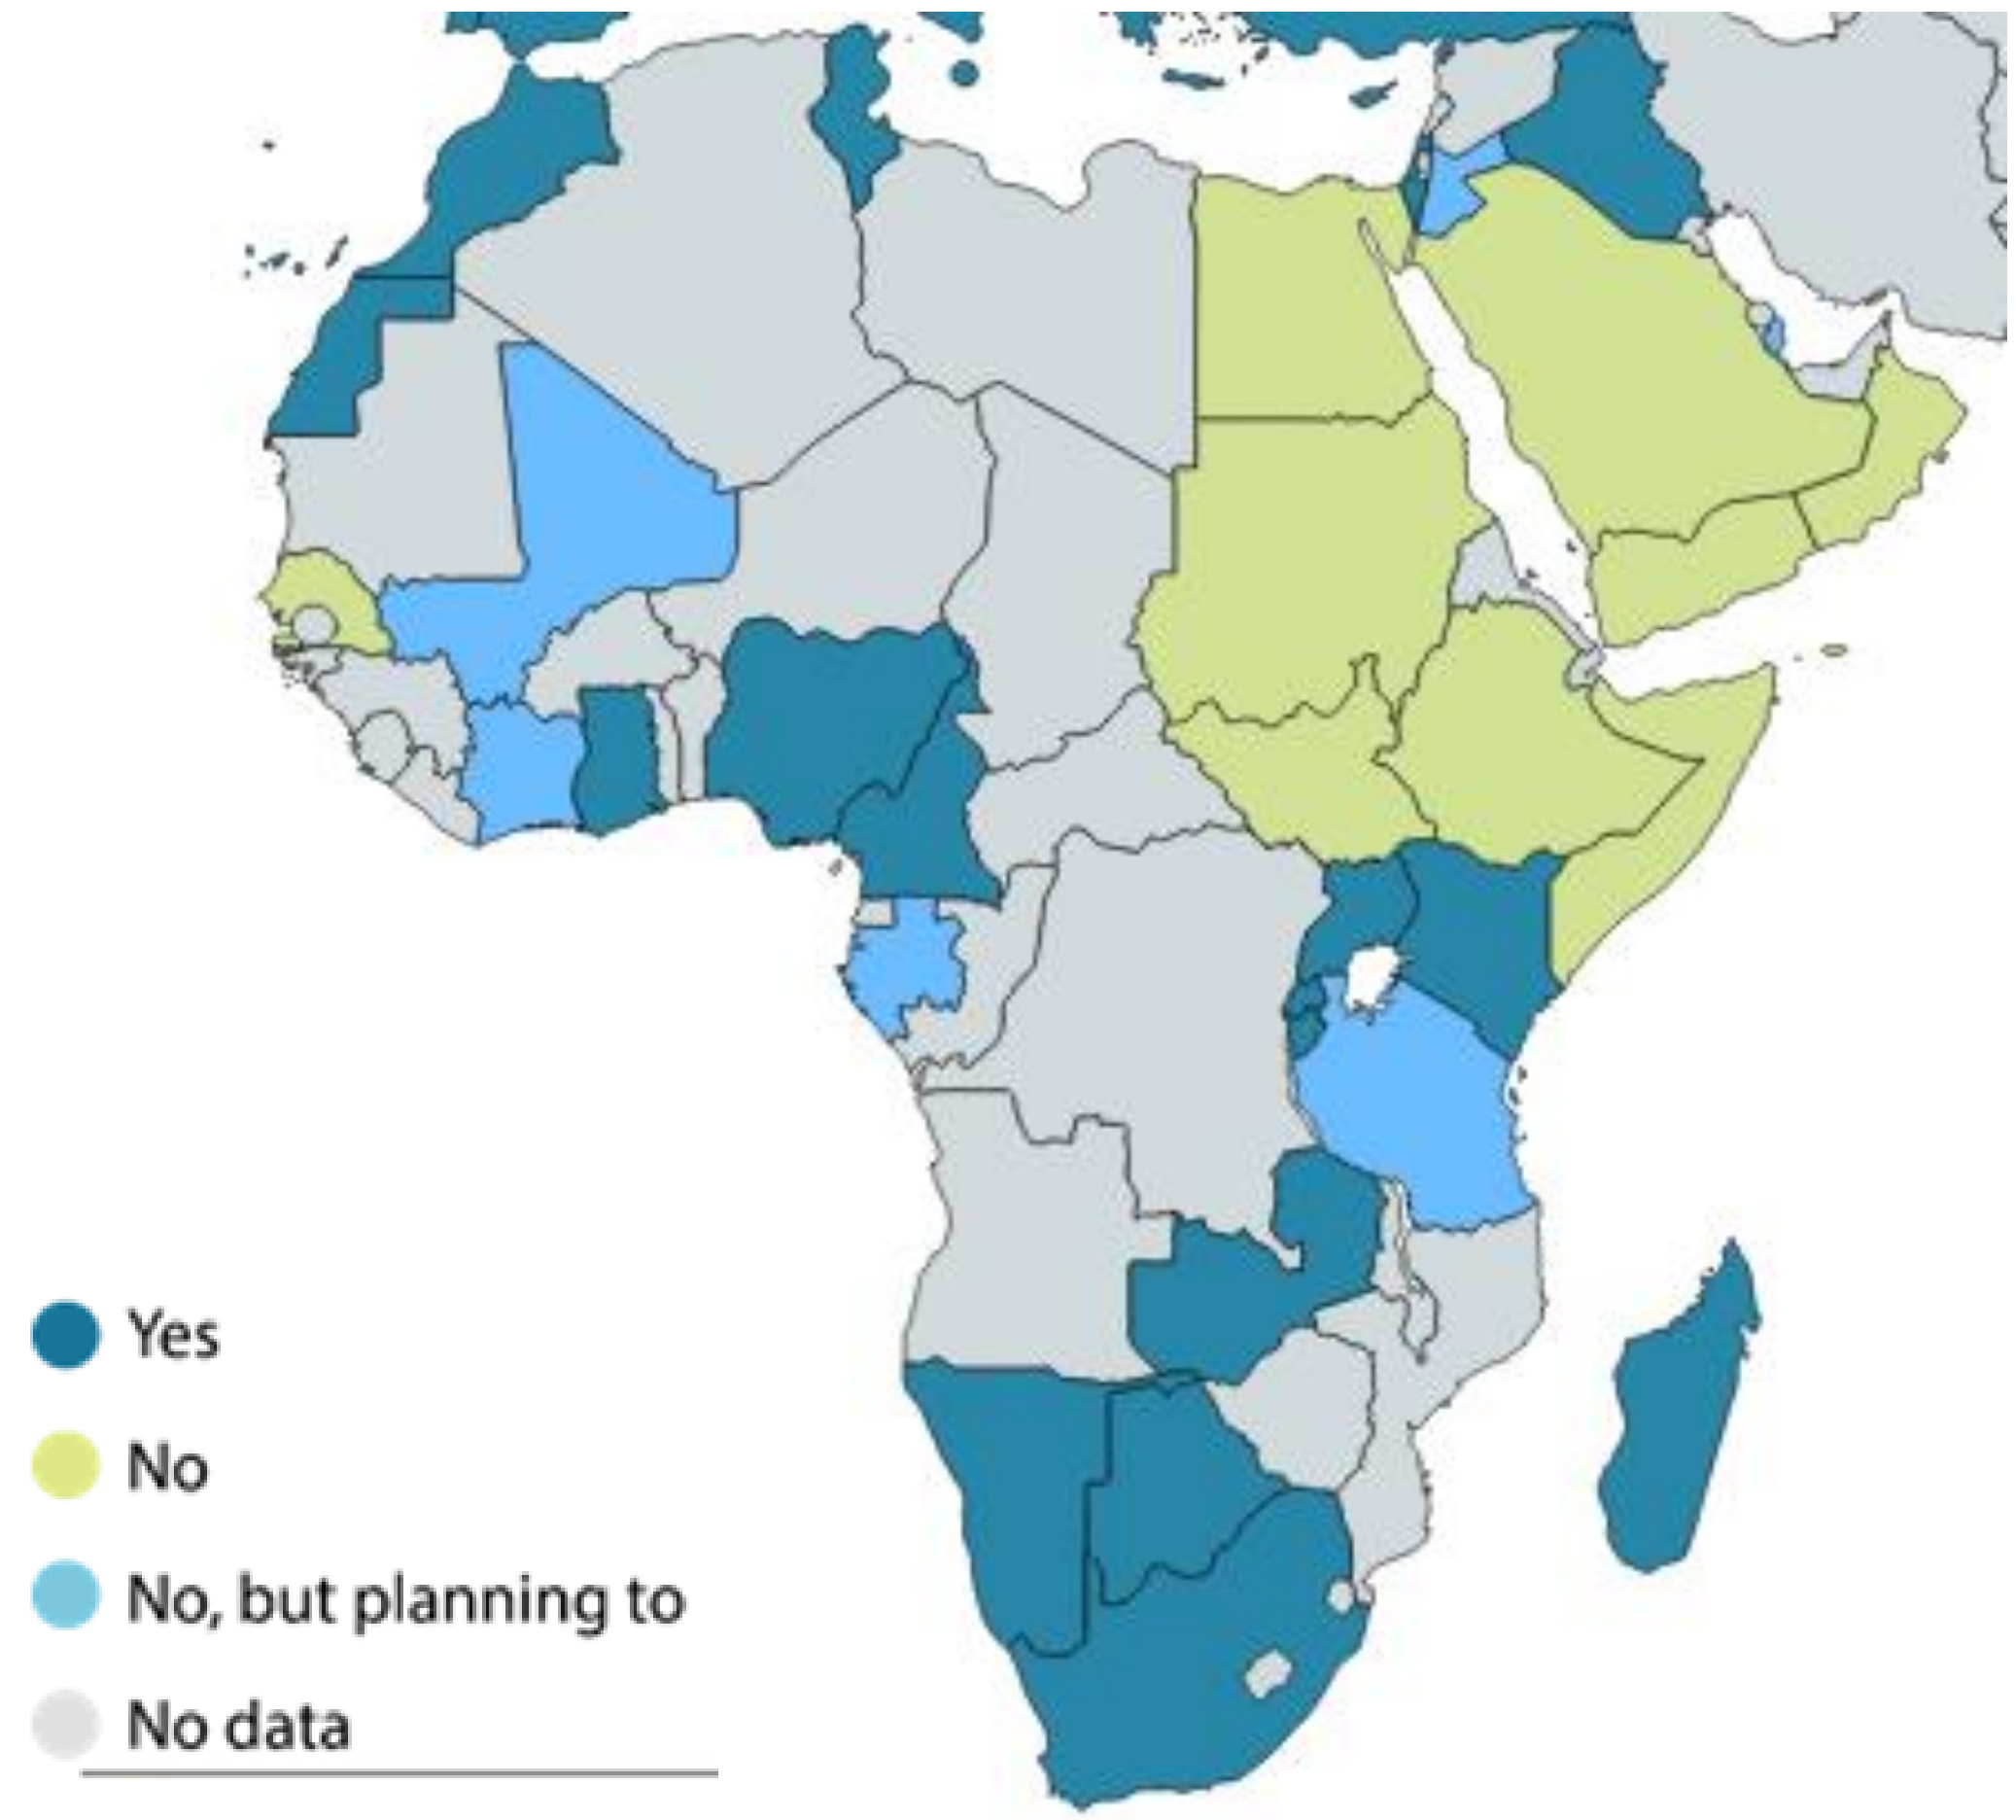 Yes
No
No, but planning to
No data